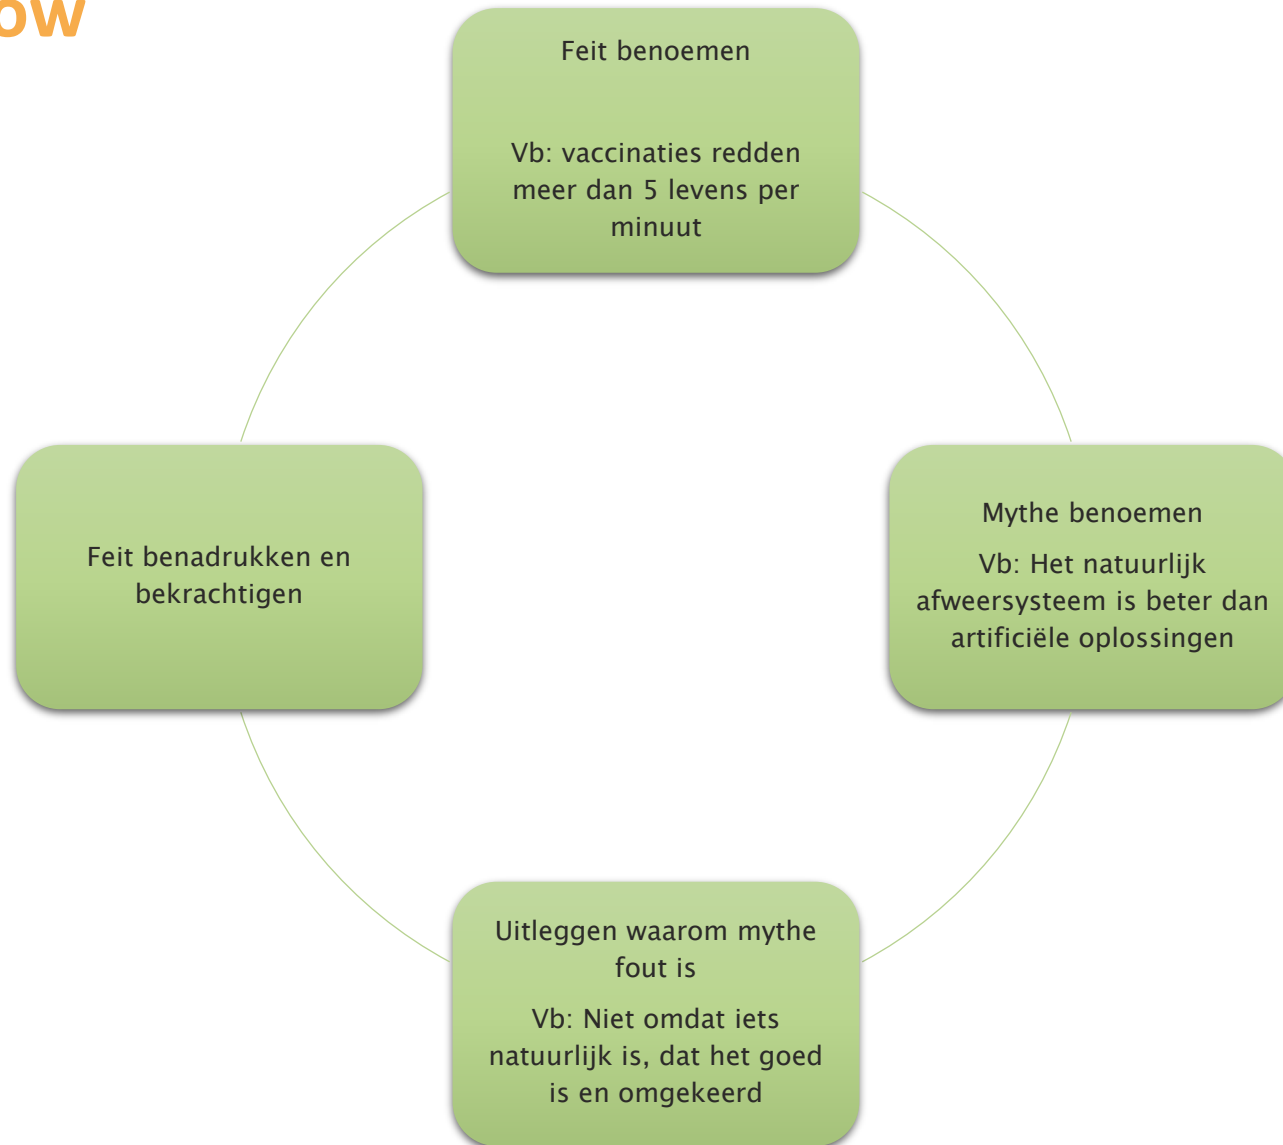 ow
Feit benoemen
Vb: vaccinaties redden
meer dan 5 levens per
minuut
Mythe benoemen
Vb: Het natuurlijk
afweersysteem is beter dan
artificiële oplossingen
Uitleggen waarom mythe
fout is
Vb: Niet omdat iets
natuurlijk is, dat het goed
is en omgekeerd
Feit benadrukken en
bekrachtigen